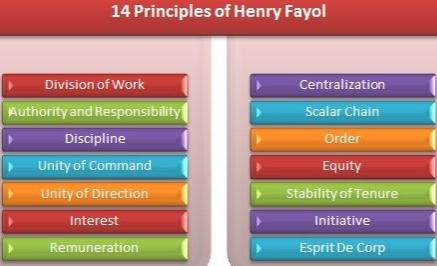 14 Principles of Henry Fayol
Division of Work
Authority and Responsibility
Discipline
Unity of Command
Unity of Direction
Interest
Remuneration
Centralization
Scalar Chain
Order
Equity
Stability of Tenure
Initiative
Esprit De Corp